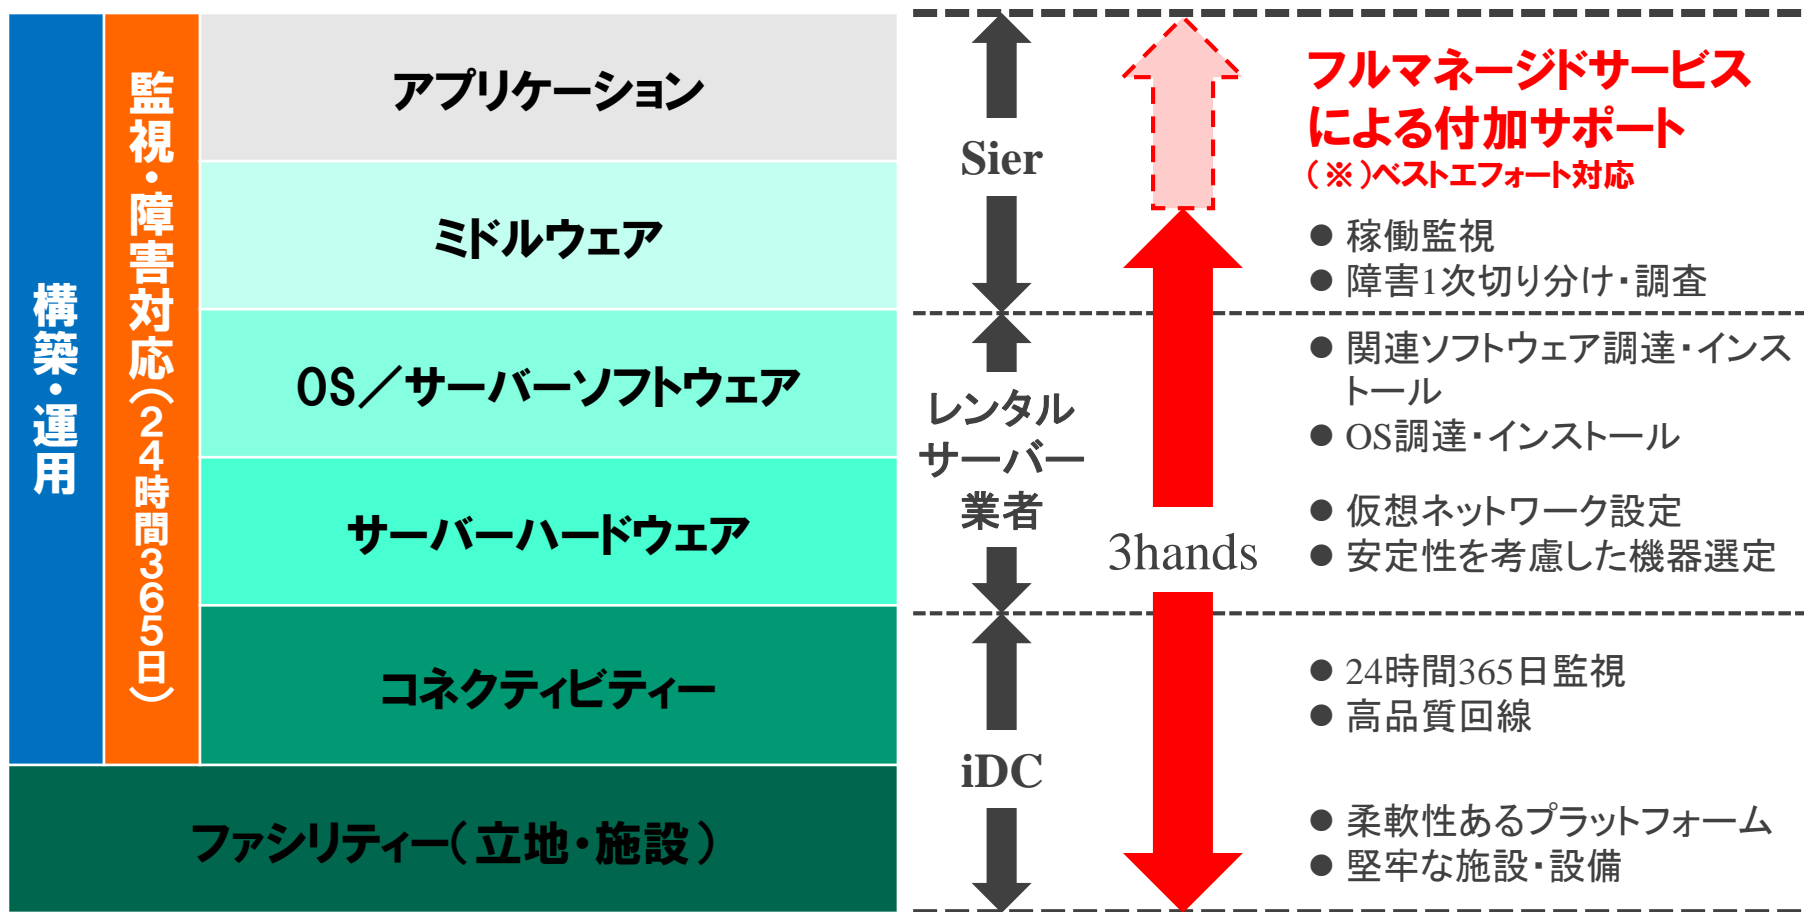 構築・運用
監視・障害対応(24時間365日)
アプリケーション
ミドルウェア
OS/サーバーソフトウェア
サーバーハードウェア
コネクティビティー
ファシリティー(立地・施設)
Sier
レンタル
サーバー
業者
iDC
3hands
フルマネージドサービス
による付加サポート
(※)ベストエフォート対応
● 稼働監視
● 障害1次切り分け・調査
● 関連ソフトウェア調達・インス
トール
● OS調達・インストール
● 仮想ネットワーク設定
● 安定性を考慮した機器選定
● 24時間365日監視
● 高品質回線
● 柔軟性あるプラットフォーム
● 堅牢な施設・設備